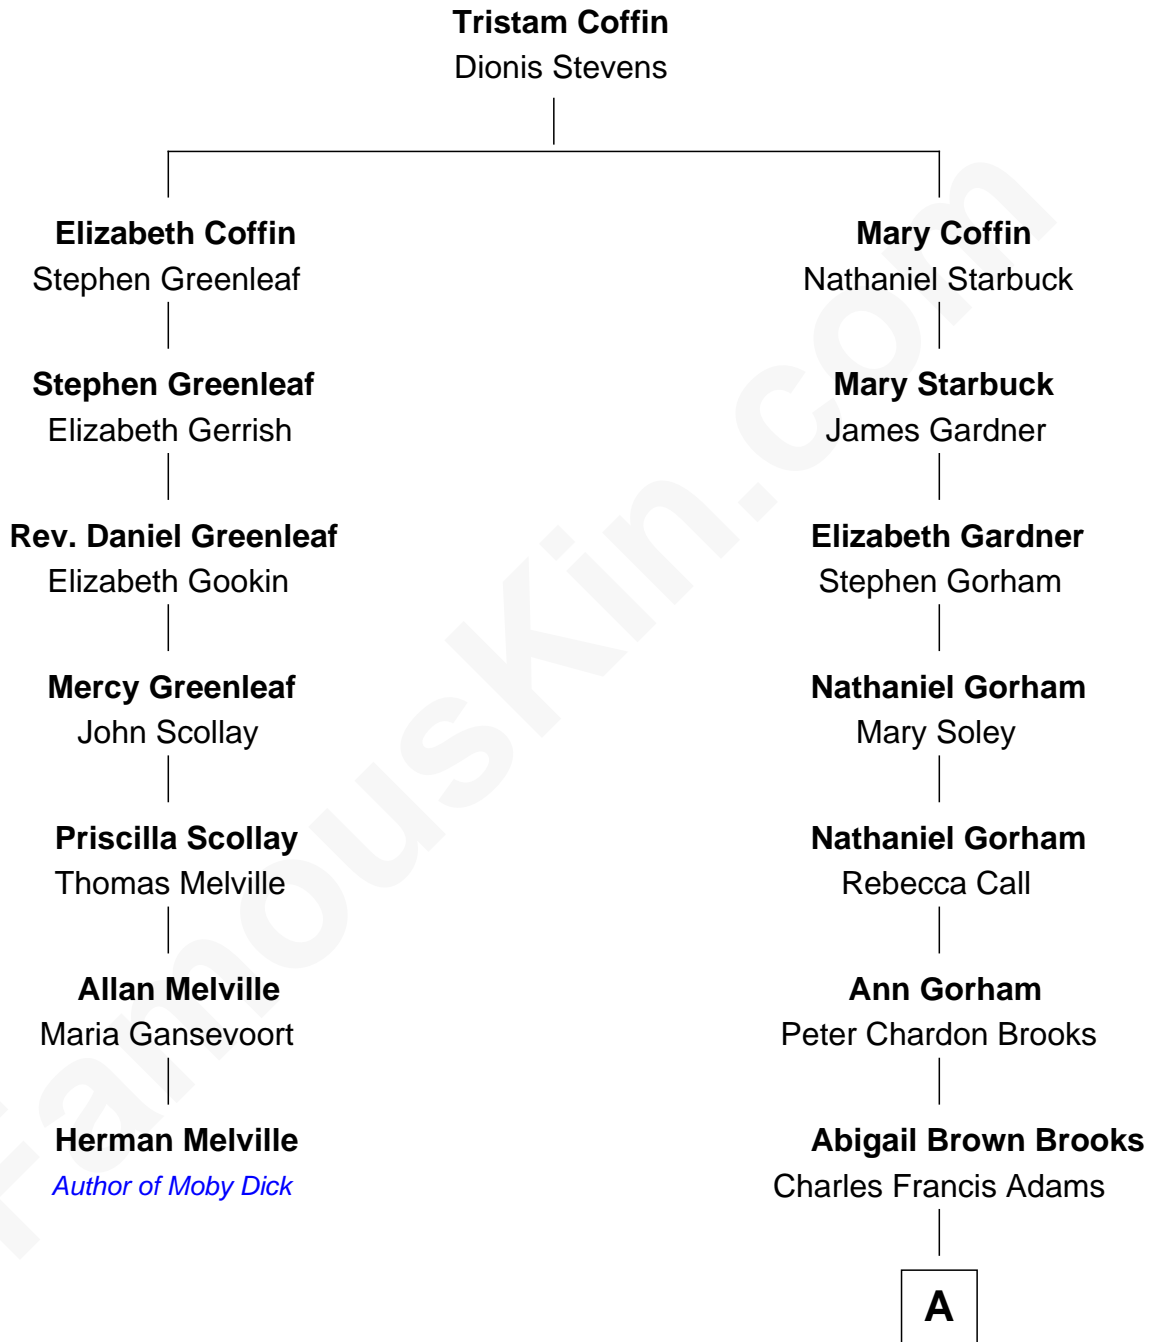 Tristam Coffin
Dionis Stevens
Elizabeth Coffin
Stephen Greenleaf
Mary Coffin
Nathaniel Starbuck
Stephen Greenleaf
Elizabeth Gerrish
Mary Starbuck
James Gardner
Rev. Daniel Greenleaf
Elizabeth Gookin
Elizabeth Gardner
Stephen Gorham
Mercy Greenleaf
John Scollay
Nathaniel Gorham
Mary Soley
Priscilla Scollay
Thomas Melville
Nathaniel Gorham
Rebecca Call
Allan Melville
Maria Gansevoort
Ann Gorham
Peter Chardon Brooks
Herman Melville
Author of Moby Dick
Abigail Brown Brooks
Charles Francis Adams
A
FamousKin.com